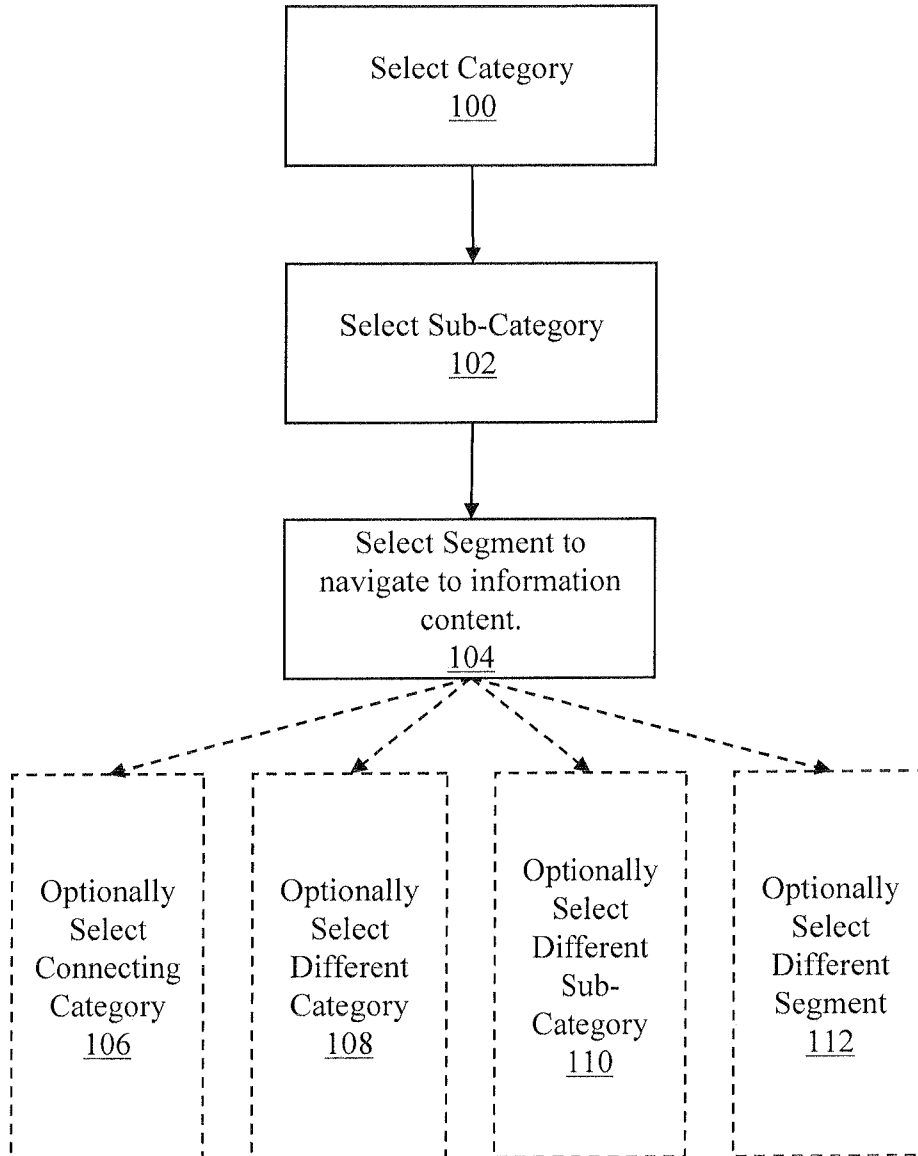 Select Category
100
Select Sub-Category
102
Select Segment to
navigate to information
content.
104
Optionally
Select
Connecting
Category
106
Optionally
Select
Different
Category
108
Optionally
Select
Different
Sub-
Category
110
Optionally
Select
Different
Segment
112